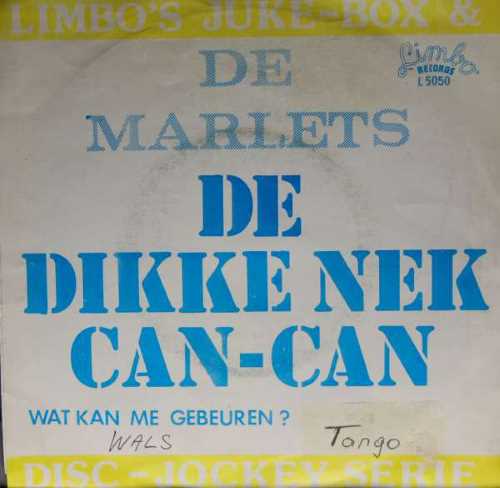 LIMBO'S JUKE-BOX &
Limbo
RECORDS
L 5050
DE
MARLETS
DE
DIKKE NEK
CAN-CAN
WAT KAN ME GEBEUREN ?
WALS
Tango
DISC-JOCKEY SERIE